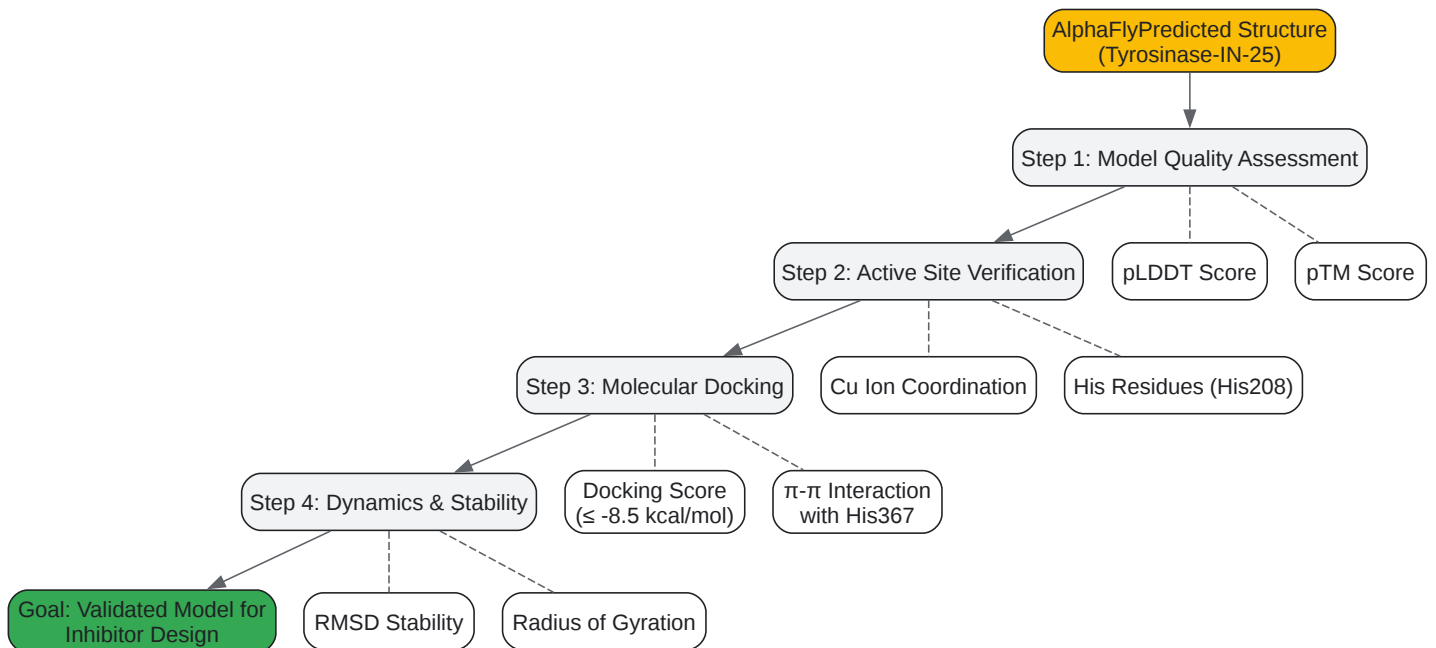 AlphaFlyPredicted Structure
(Tyrosinase-IN-25)
Step 1: Model Quality Assessment
Step 2: Active Site Verification
pLDDT Score
pTM Score
Step 3: Molecular Docking
Cu Ion Coordination
His Residues (His208)
Step 4: Dynamics & Stability
Docking Score
(≤ -8.5 kcal/mol)
π-π Interaction
with His367
Goal: Validated Model for
Inhibitor Design
RMSD Stability
Radius of Gyration